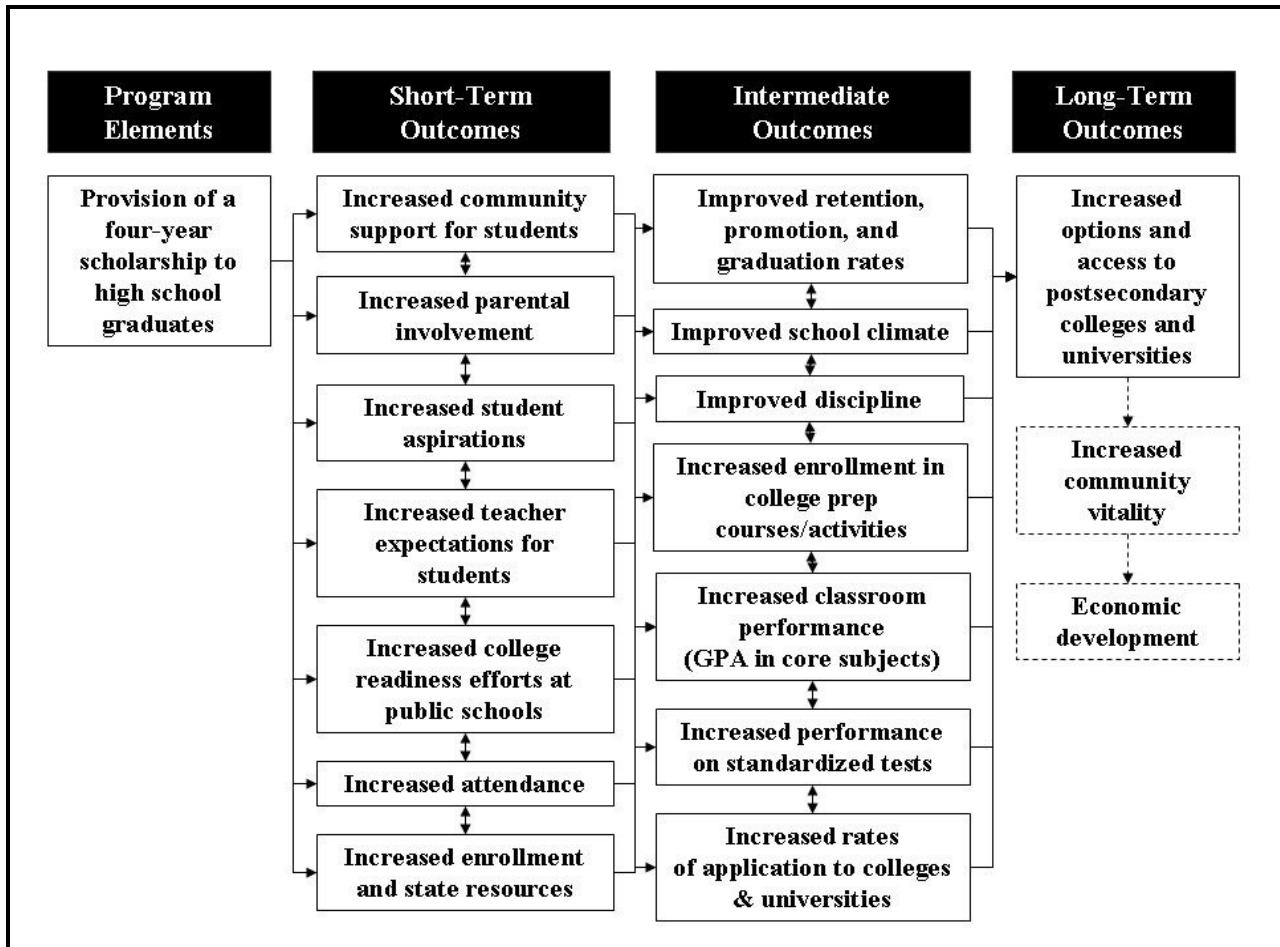 Program
Elements
Short-Term
Outcomes
Intermediate
Outcomes
Long-Term
Outcomes
Provision of a
four-year
scholarship to
high school
graduates
Increased community
support for students
Increased parental
involvement
Increased student
aspirations
Increased teacher
expectations for
students
Increased college
readiness efforts at
public schools
Increased attendance
Increased enrollment
and state resources
Improved retention,
promotion, and
graduation rates
Improved school climate
Improved discipline
Increased enrollment in
college prep
courses/activities
Increased classroom
performance
(GPA in core subjects)
Increased performance
on standardized tests
Increased rates
of application to colleges
& universities
Increased
options and
access to
postsecondary
colleges and
universities
Increased
community
vitality
Economic
development